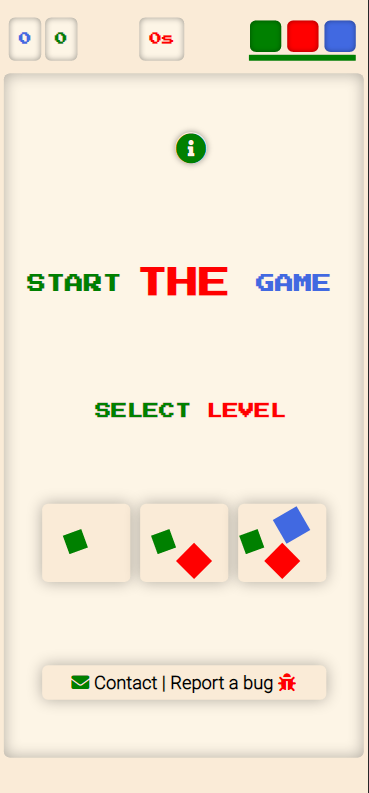 0 0 0s
i
START THE GAME
SELECT LEVEL
Contact | Report a bug